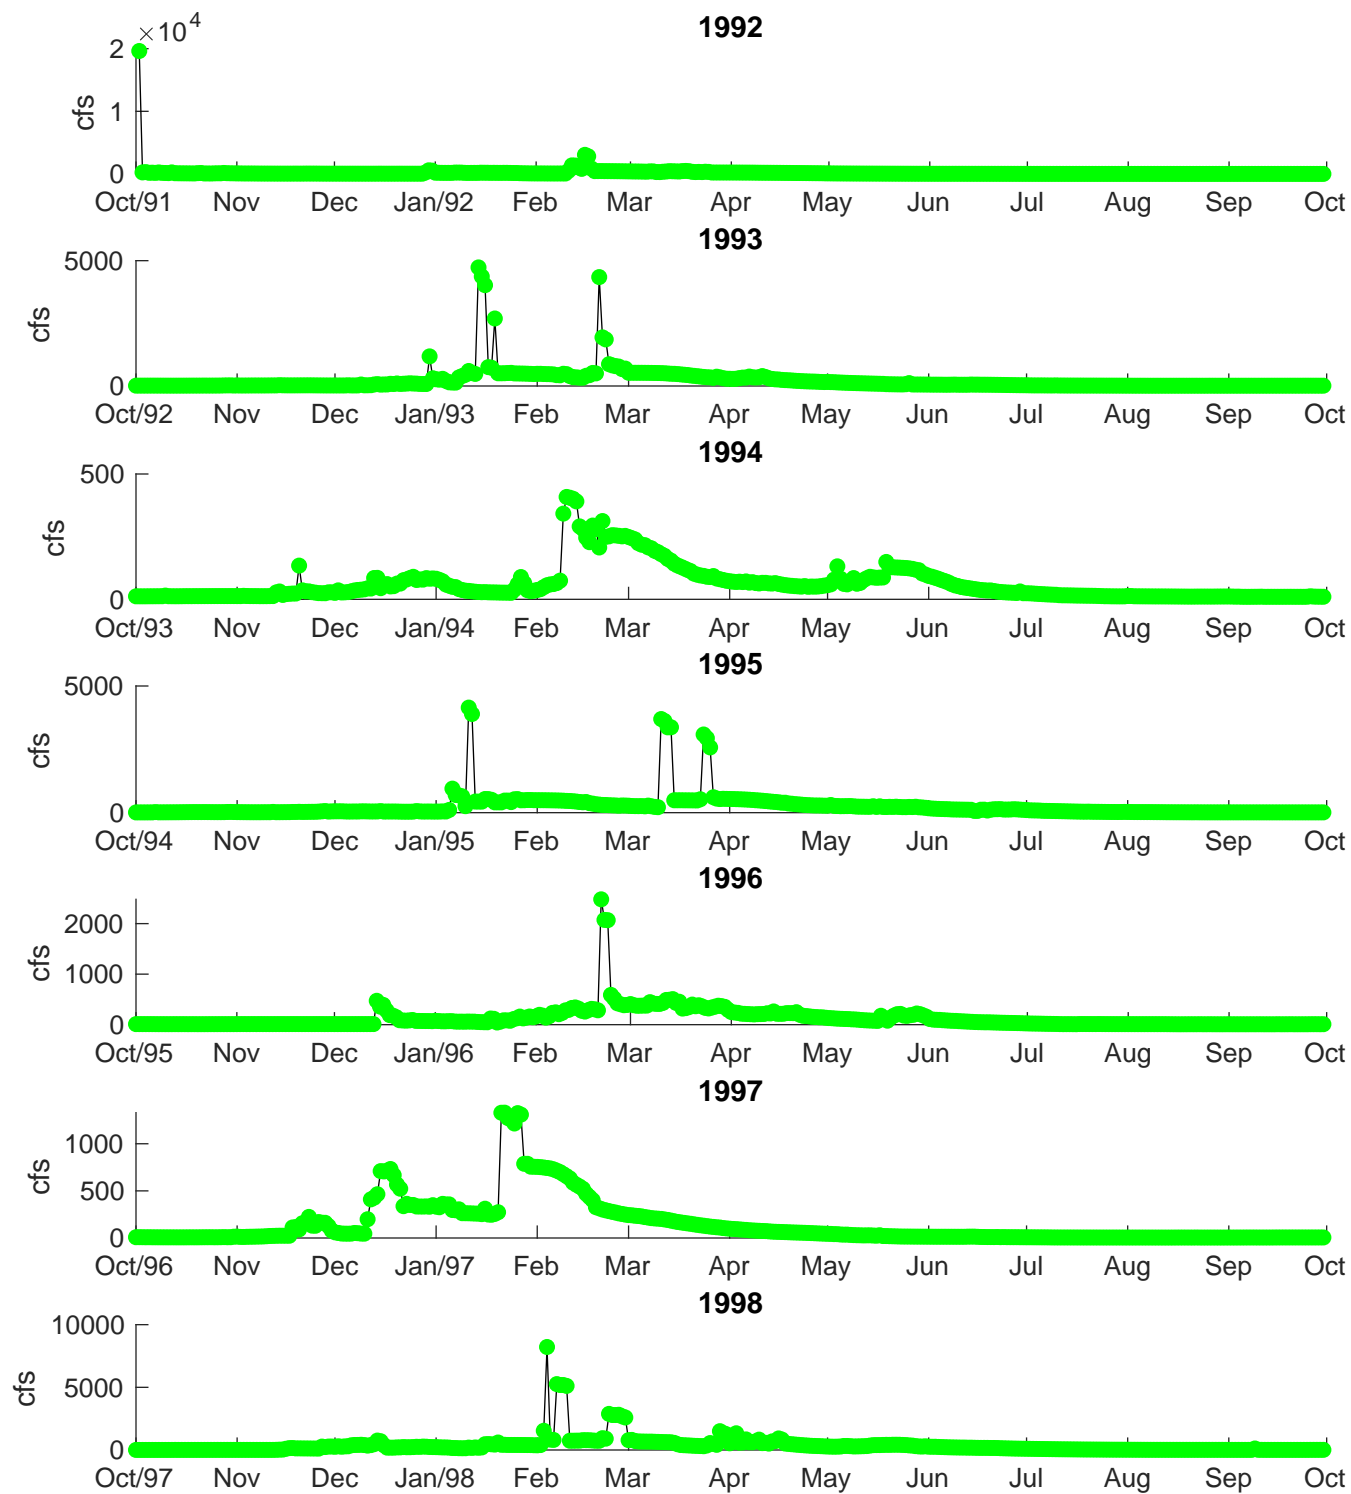 1992
×10^4
2
1
0
cfs
Oct/91 Nov Dec Jan/92 Feb Mar Apr May Jun Jul Aug Sep Oct
1993
5000
0
cfs
Oct/92 Nov Dec Jan/93 Feb Mar Apr May Jun Jul Aug Sep Oct
1994
500
0
cfs
Oct/93 Nov Dec Jan/94 Feb Mar Apr May Jun Jul Aug Sep Oct
1995
5000
0
cfs
Oct/94 Nov Dec Jan/95 Feb Mar Apr May Jun Jul Aug Sep Oct
1996
2000
1000
0
cfs
Oct/95 Nov Dec Jan/96 Feb Mar Apr May Jun Jul Aug Sep Oct
1997
1000
500
0
cfs
Oct/96 Nov Dec Jan/97 Feb Mar Apr May Jun Jul Aug Sep Oct
1998
10000
5000
0
cfs
Oct/97 Nov Dec Jan/98 Feb Mar Apr May Jun Jul Aug Sep Oct